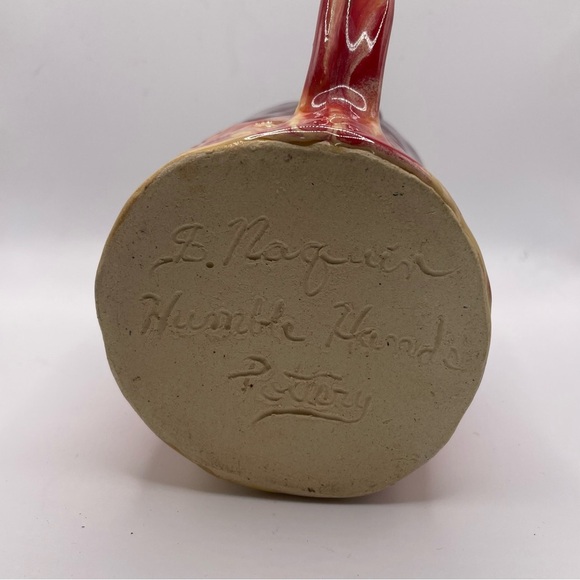 B. Naquin
Humble Hands
Pottery